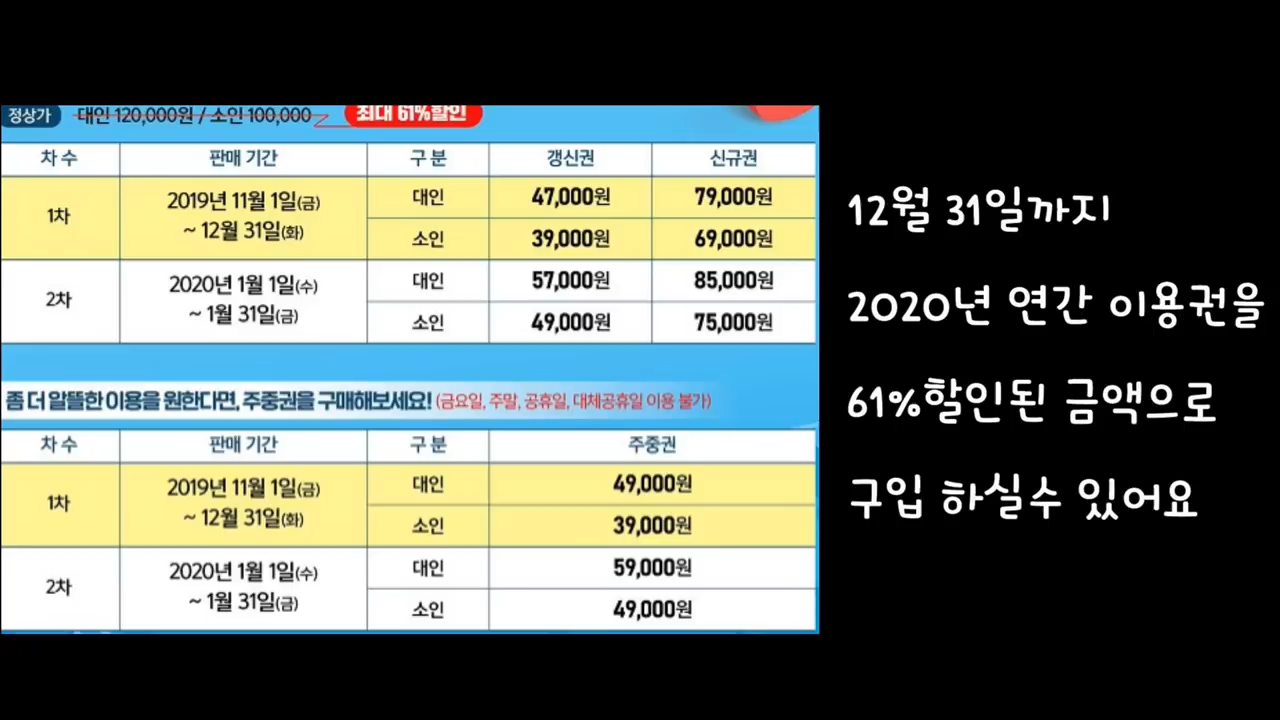 정상가 대인 120,000원 / 소인 100,000 최대 61%할인
차 수 판매 기간 구 분 갱신권 신규권
1차 2019년 11월 1일(금) ~ 12월 31일(화) 대인 47,000원 79,000원
소인 39,000원 69,000원
2차 2020년 1월 1일(수) ~ 1월 31일(금) 대인 57,000원 85,000원
소인 49,000원 75,000원
좀 더 알뜰한 이용을 원한다면, 주중권을 구매해보세요! (금요일, 주말, 공휴일, 대체공휴일 이용 불가)
차 수 판매 기간 구 분 주중권
1차 2019년 11월 1일(금) ~ 12월 31일(화) 대인 49,000원
소인 39,000원
2차 2020년 1월 1일(수) ~ 1월 31일(금) 대인 59,000원
소인 49,000원
12월 31일까지
2020년 연간 이용권을
61%할인된 금액으로
구입 하실수 있어요